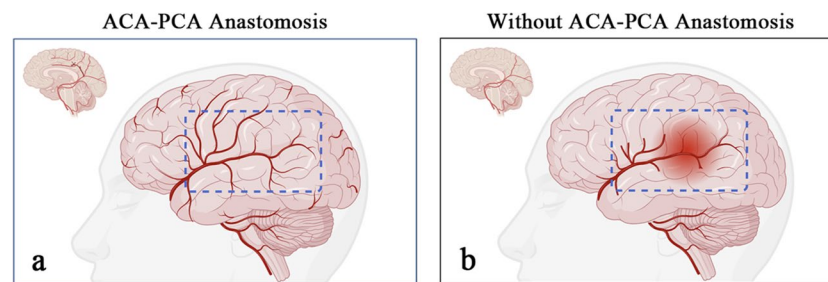 ACA-PCA Anastomosis
Without ACA-PCA Anastomosis
a
b